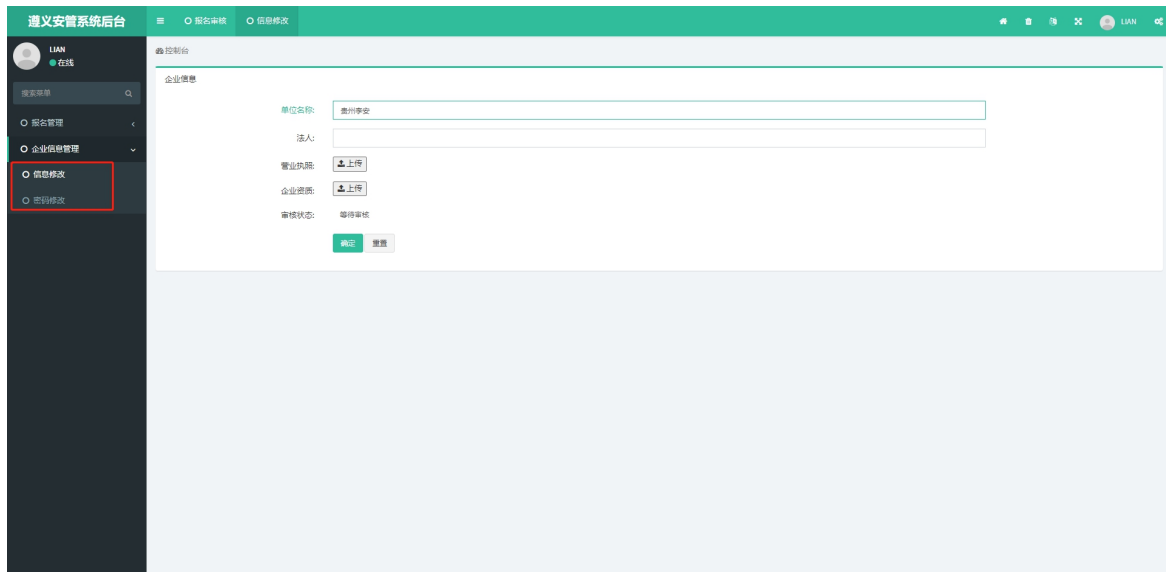 遵义安管系统后台
报名审核
信息修改
LIAN
LIAN
在线
控制台
搜索菜单
企业信息
报名管理
单位名称:
贵州李安
企业信息管理
法人:
信息修改
营业执照:
上传
密码修改
企业资质:
上传
审核状态:
等待审核
确定
重置